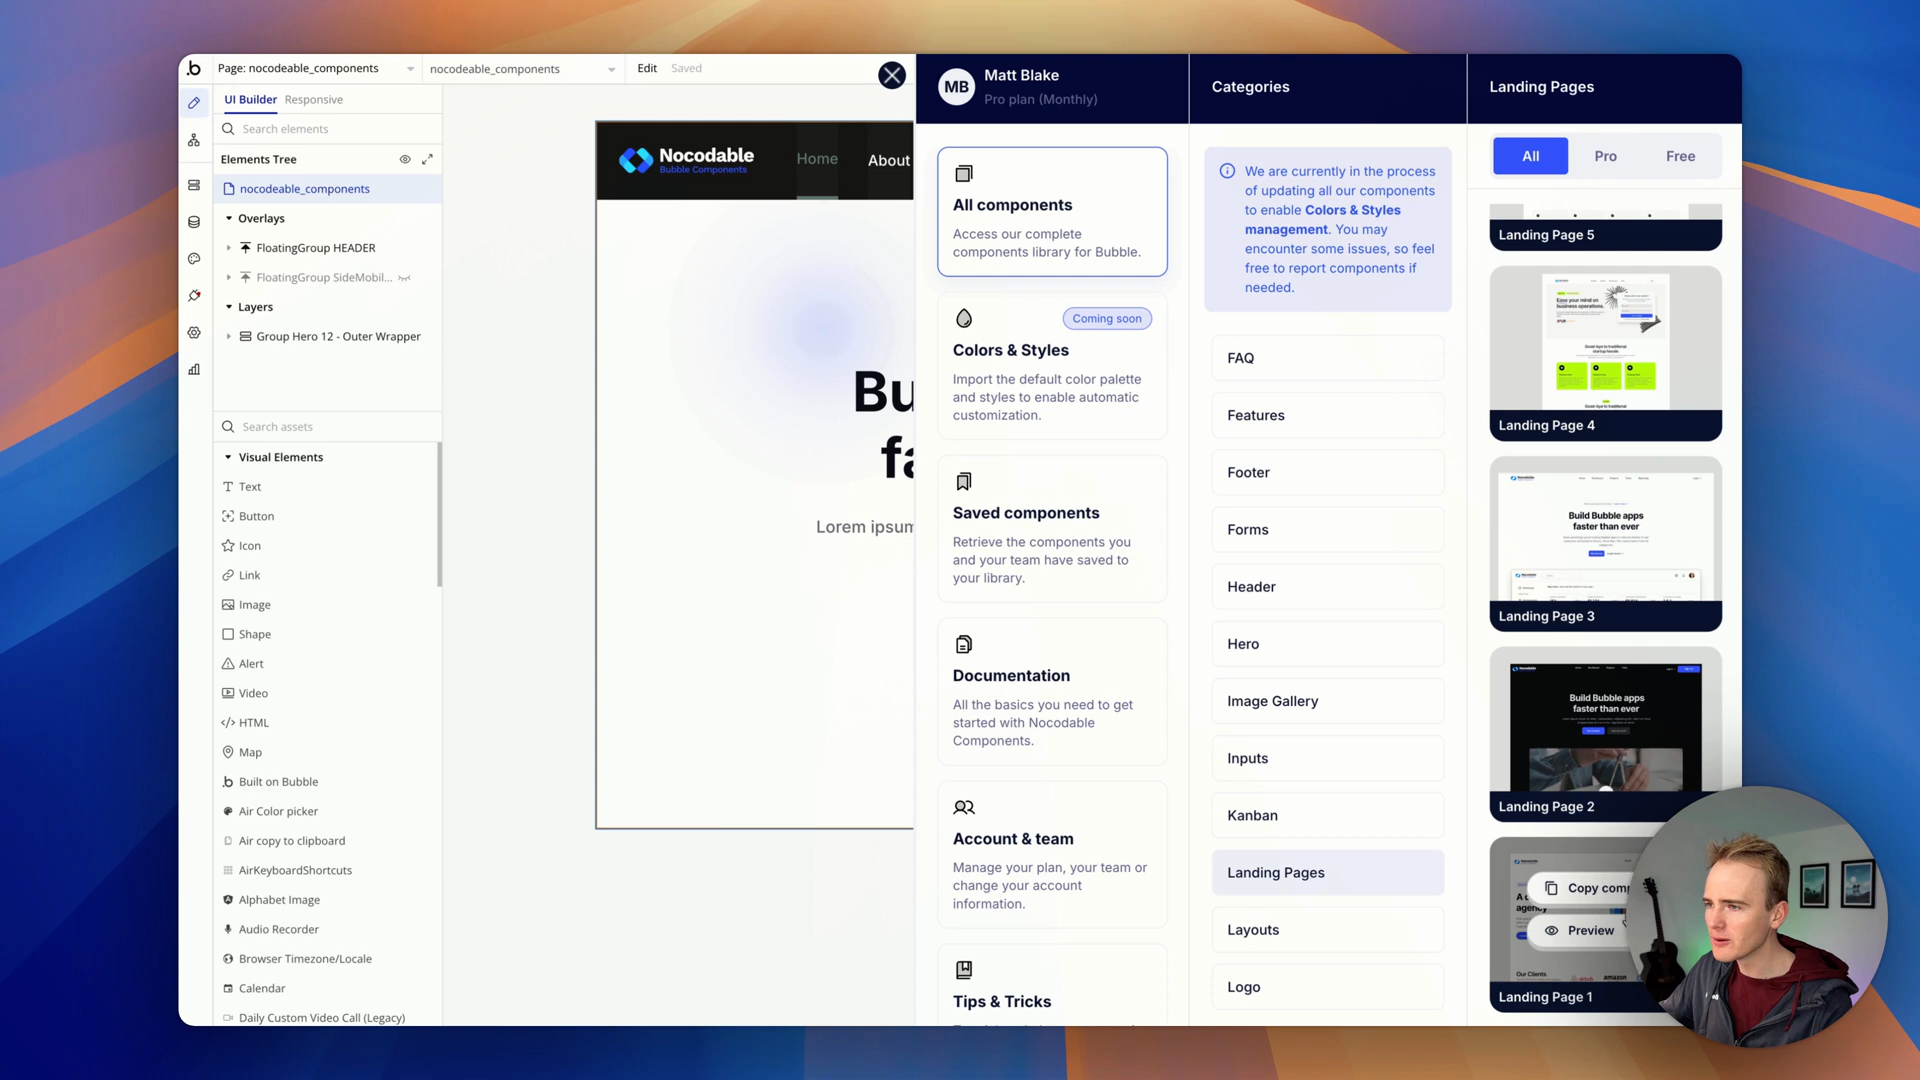 Page: nocodeable_components
nocodeable_components
Edit
Saved
UI Builder
Responsive
Search elements
Elements Tree
nocodeable_components
Overlays
FloatingGroup HEADER
FloatingGroup SideMobil...
Layers
Group Hero 12 - Outer Wrapper
Search assets
Visual Elements
Text
Button
Icon
Link
Image
Shape
Alert
Video
HTML
Map
Built on Bubble
Air Color picker
Air copy to clipboard
AirKeyboardShortcuts
Alphabet Image
Audio Recorder
Browser Timezone/Locale
Calendar
Daily Custom Video Call (Legacy)
Nocodable
Bubble Components
Home
About
Bu
fa
Lorem ipsum
MB
Matt Blake
Pro plan (Monthly)
All components
Access our complete
components library for Bubble.
Coming soon
Colors & Styles
Import the default color palette
and styles to enable automatic
customization.
Saved components
Retrieve the components you
and your team have saved to
your library.
Documentation
All the basics you need to get
started with Nocodable
Components.
Account & team
Manage your plan, your team or
change your account
information.
Tips & Tricks
Categories
We are currently in the process
of updating all our components
to enable Colors & Styles
management. You may
encounter some issues, so feel
free to report components if
needed.
FAQ
Features
Footer
Forms
Header
Hero
Image Gallery
Inputs
Kanban
Landing Pages
Layouts
Logo
Landing Pages
All
Pro
Free
Landing Page 5
Ease your mind on
business operations.
Landing Page 4
Build Bubble apps
faster than ever
Landing Page 3
Build Bubble apps
faster than ever
Landing Page 2
Copy com
Preview
Our Clients
amazon
Landing Page 1